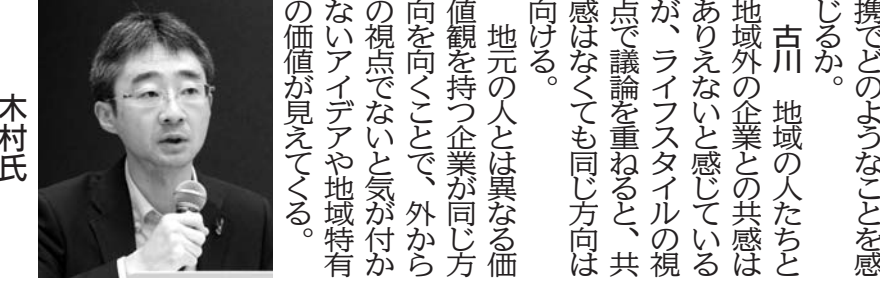 携でどのようなことを感
じるか。
古川　地域の人たちと
地域外の企業との共感は
ありえないと感じている
が、ライフスタイルの視
点で議論を重ねると、共
感はなくても同じ方向は
向ける。
地元の人とは異なる価
値観を持つ企業が同じ方
向を向くことで、外から
の視点でないと気が付か
ないアイデアや地域特有
の価値が見えてくる。
木村氏